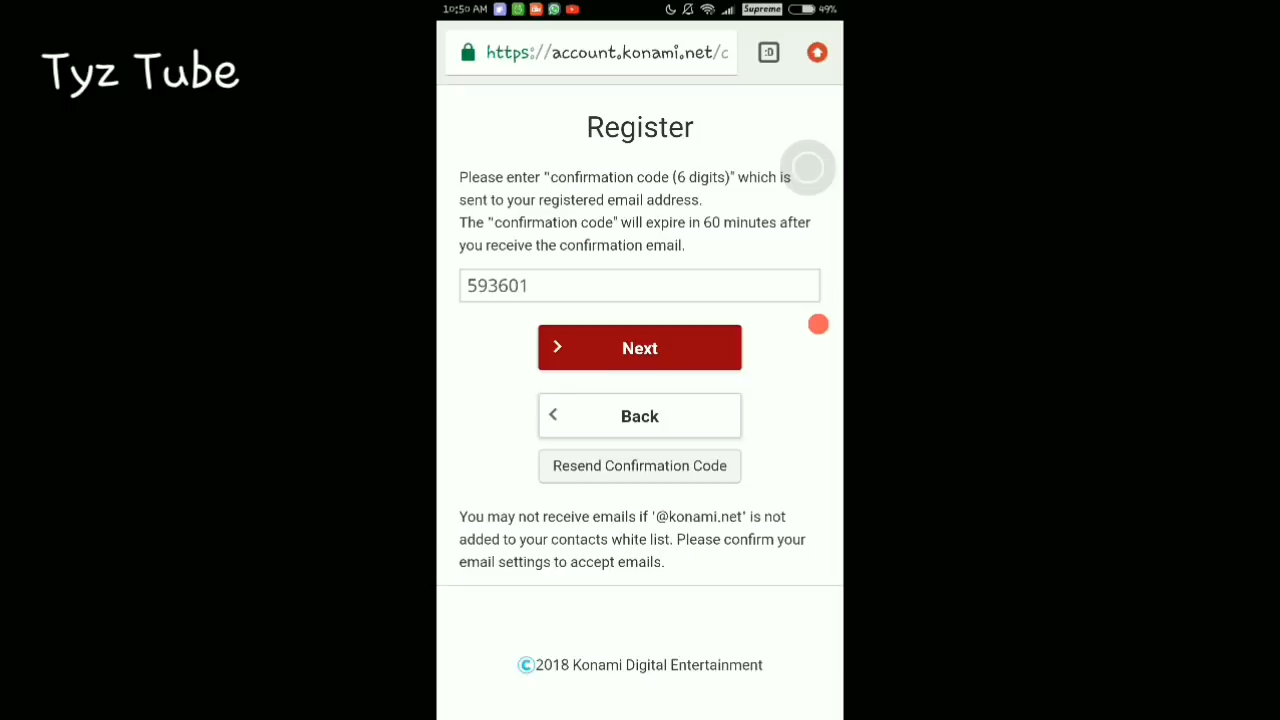 10:50 AM
Supreme
49%
Tyz Tube
https://account.konami.net/c
:D
Register
Please enter "confirmation code (6 digits)" which is
sent to your registered email address.
The "confirmation code" will expire in 60 minutes after
you receive the confirmation email.
593601
Next
Back
Resend Confirmation Code
You may not receive emails if '@konami.net' is not
added to your contacts white list. Please confirm your
email settings to accept emails.
©2018 Konami Digital Entertainment